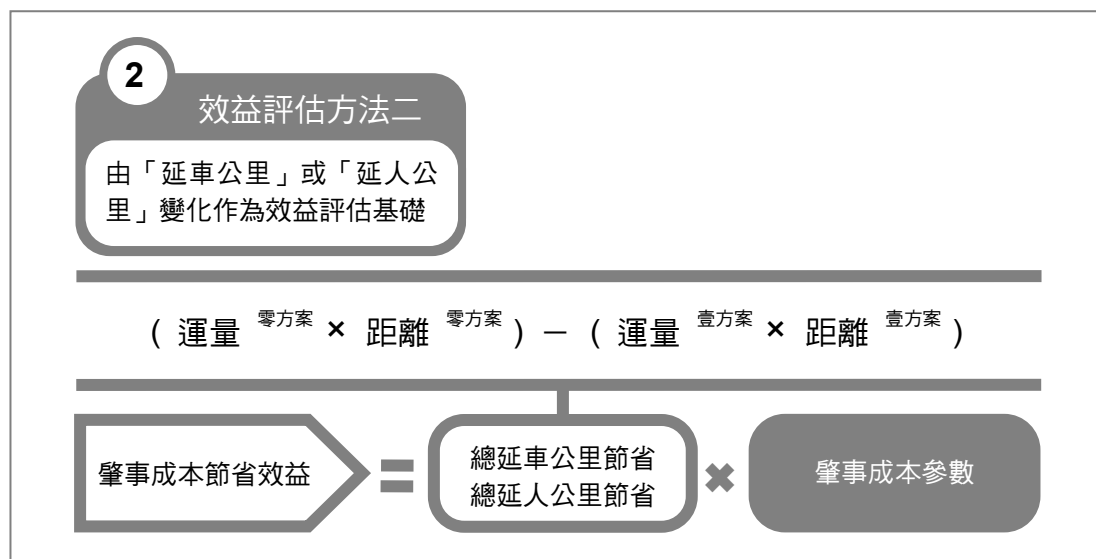 2
效益評估方法二
由「延車公里」或「延人公
里」變化作為效益評估基礎
( 運量 零方案 × 距離 零方案 ) − ( 運量 壹方案 × 距離 壹方案 )
肇事成本節省效益 = 總延車公里節省 × 肇事成本參數
總延人公里節省